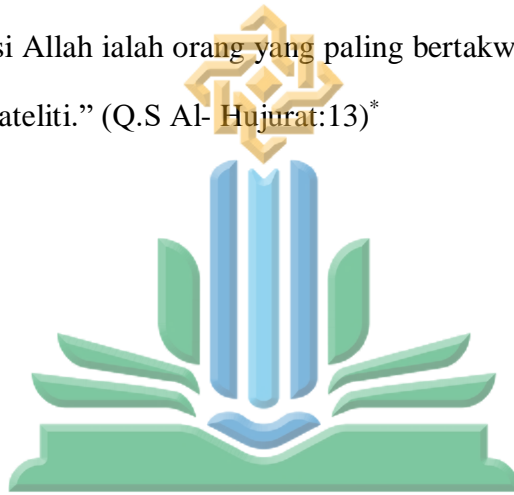 si Allah ialah orang yang paling bertakw
ateliti.” (Q.S Al- Hujurat:13)*